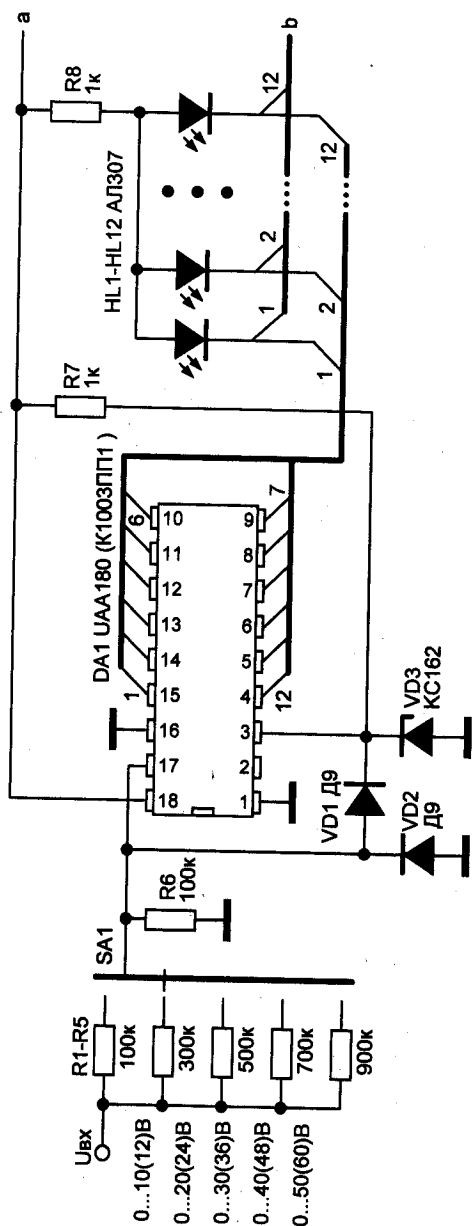 a
b
R8
1к
12
12
HL1-HL12 АЛ307
2
1
2
1
R7
1к
DA1 UAA180 (К1003ПП1)
6
7
1
12
10
11
12
13
14
15
16
17
18
9
8
7
6
5
4
3
2
1
VD1 Д9
VD2
Д9
VD3
КС162
R6
100к
SA1
R1-R5
100к
300к
500к
700к
900к
Uвх
0...10(12)В
0...20(24)В
0...30(36)В
0...40(48)В
0...50(60)В